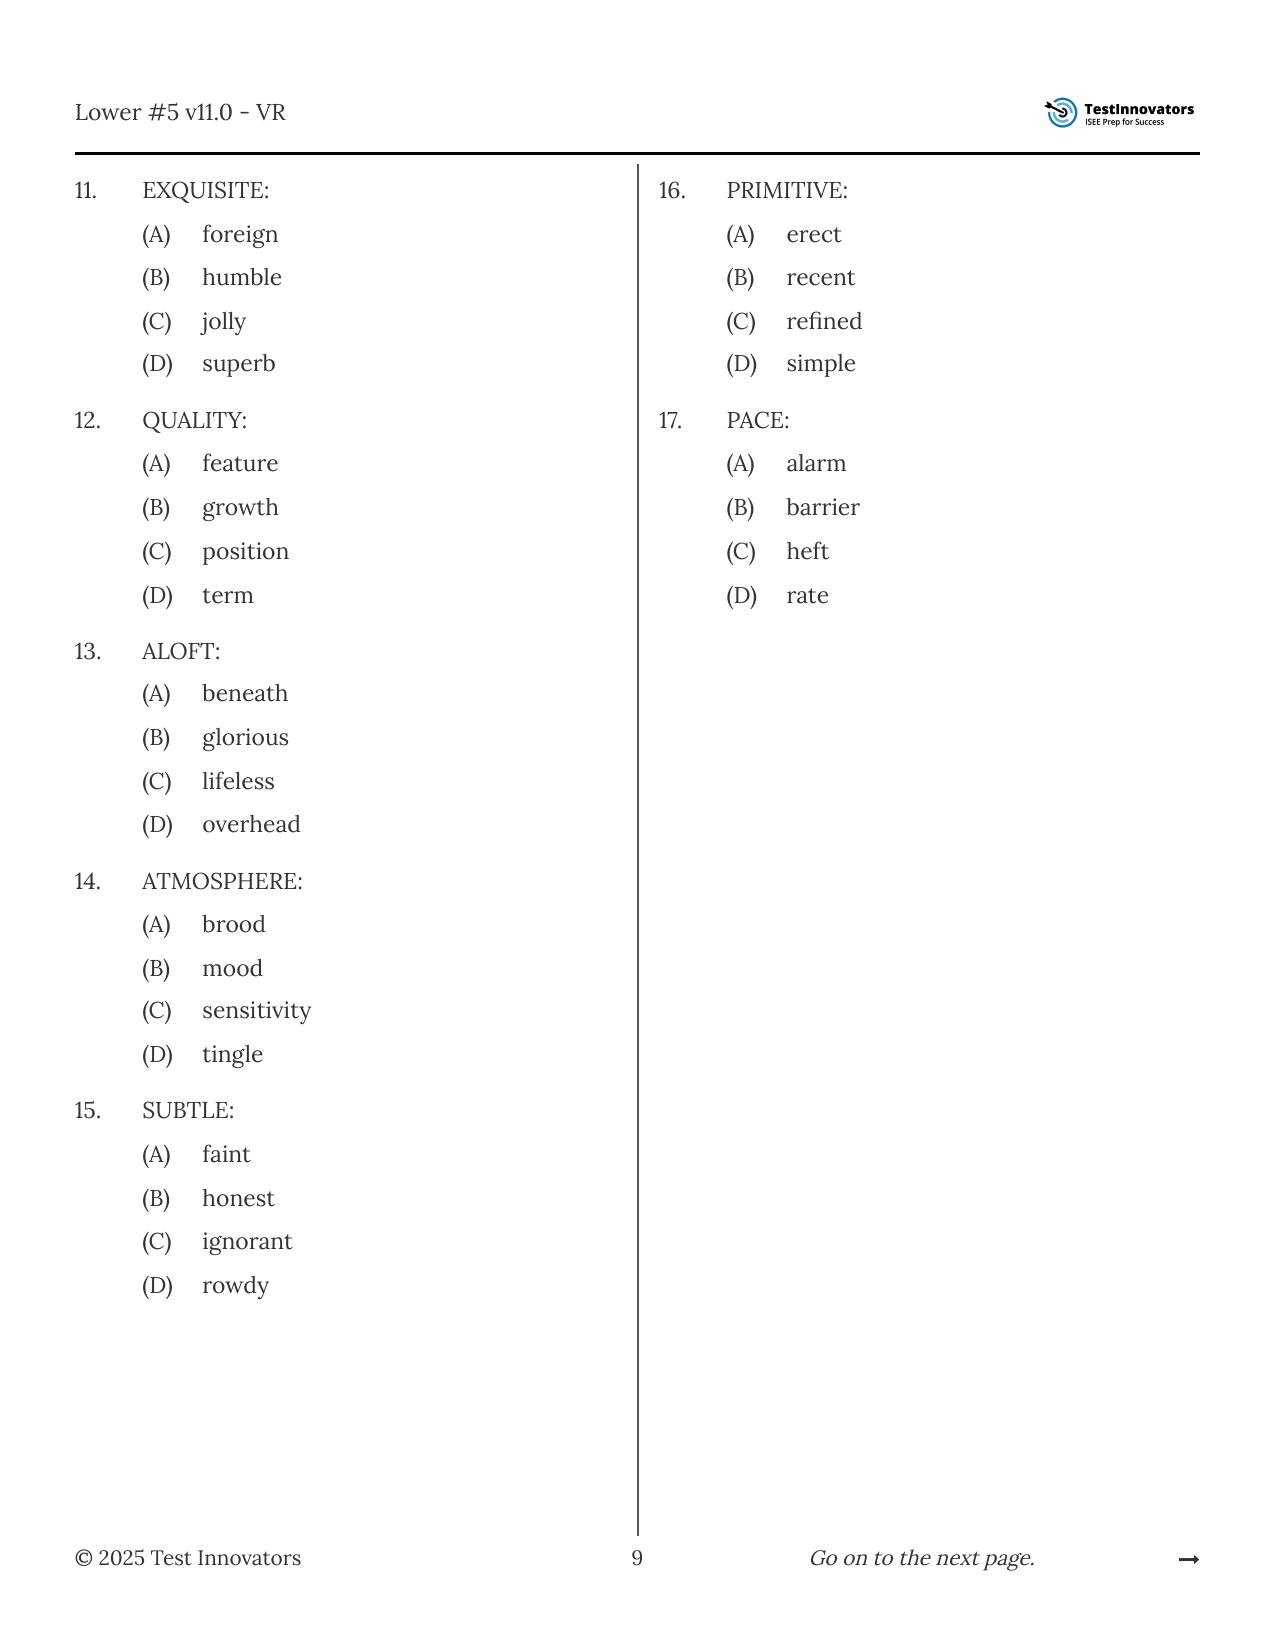 Lower #5 v11.0 - VR
TestInnovators
ISEE Prep for Success
11. EXQUISITE:
(A) foreign
(B) humble
(C) jolly
(D) superb
12. QUALITY:
(A) feature
(B) growth
(C) position
(D) term
13. ALOFT:
(A) beneath
(B) glorious
(C) lifeless
(D) overhead
14. ATMOSPHERE:
(A) brood
(B) mood
(C) sensitivity
(D) tingle
15. SUBTLE:
(A) faint
(B) honest
(C) ignorant
(D) rowdy
16. PRIMITIVE:
(A) erect
(B) recent
(C) refined
(D) simple
17. PACE:
(A) alarm
(B) barrier
(C) heft
(D) rate
© 2025 Test Innovators
9
Go on to the next page. →